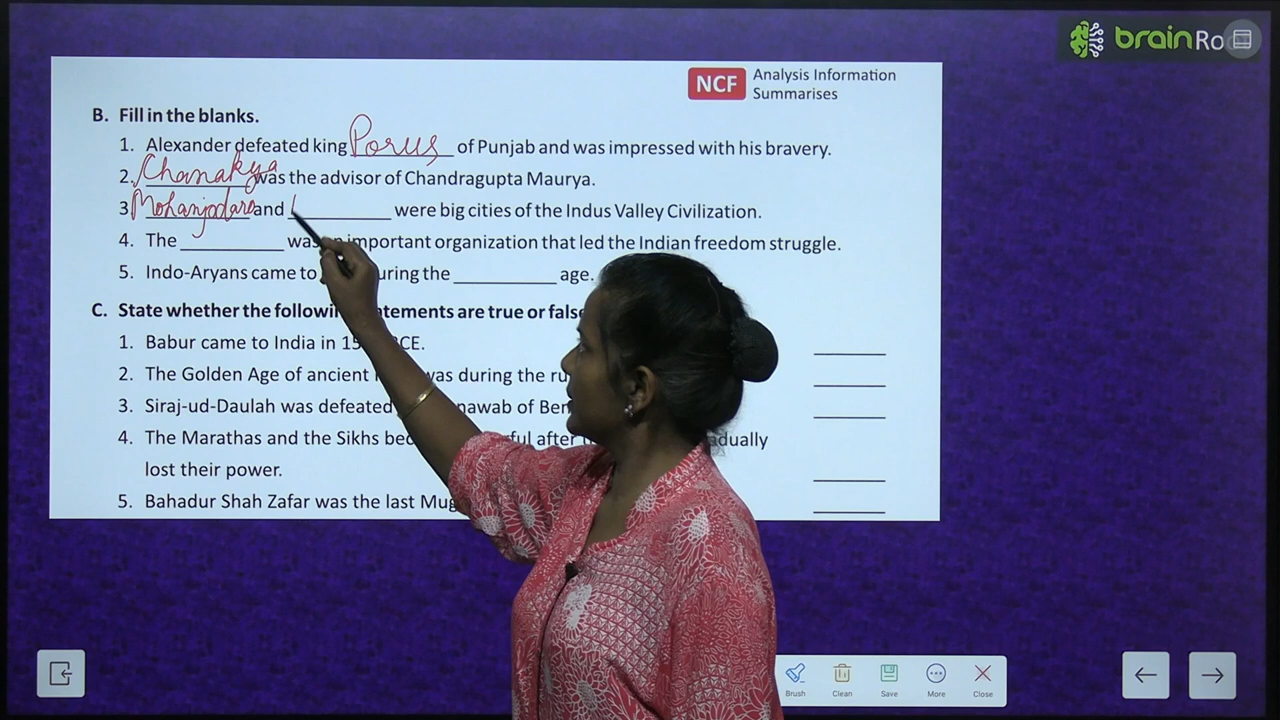 brainRo
NCF Analysis Information
Summarises
B. Fill in the blanks.
1. Alexander defeated king Porus of Punjab and was impressed with his bravery.
2. Chanakya was the advisor of Chandragupta Maurya.
3 Mohanjodaro and were big cities of the Indus Valley Civilization.
4. The was an important organization that led the Indian freedom struggle.
5. Indo-Aryans came to during the age.
C. State whether the following statements are true or false
1. Babur came to India in 15 BCE.
2. The Golden Age of ancient was during the ru
3. Siraj-ud-Daulah was defeated nawab of Ben
4. The Marathas and the Sikhs bec ful after gradually
lost their power.
5. Bahadur Shah Zafar was the last Mug
Brush Clean Save More Close